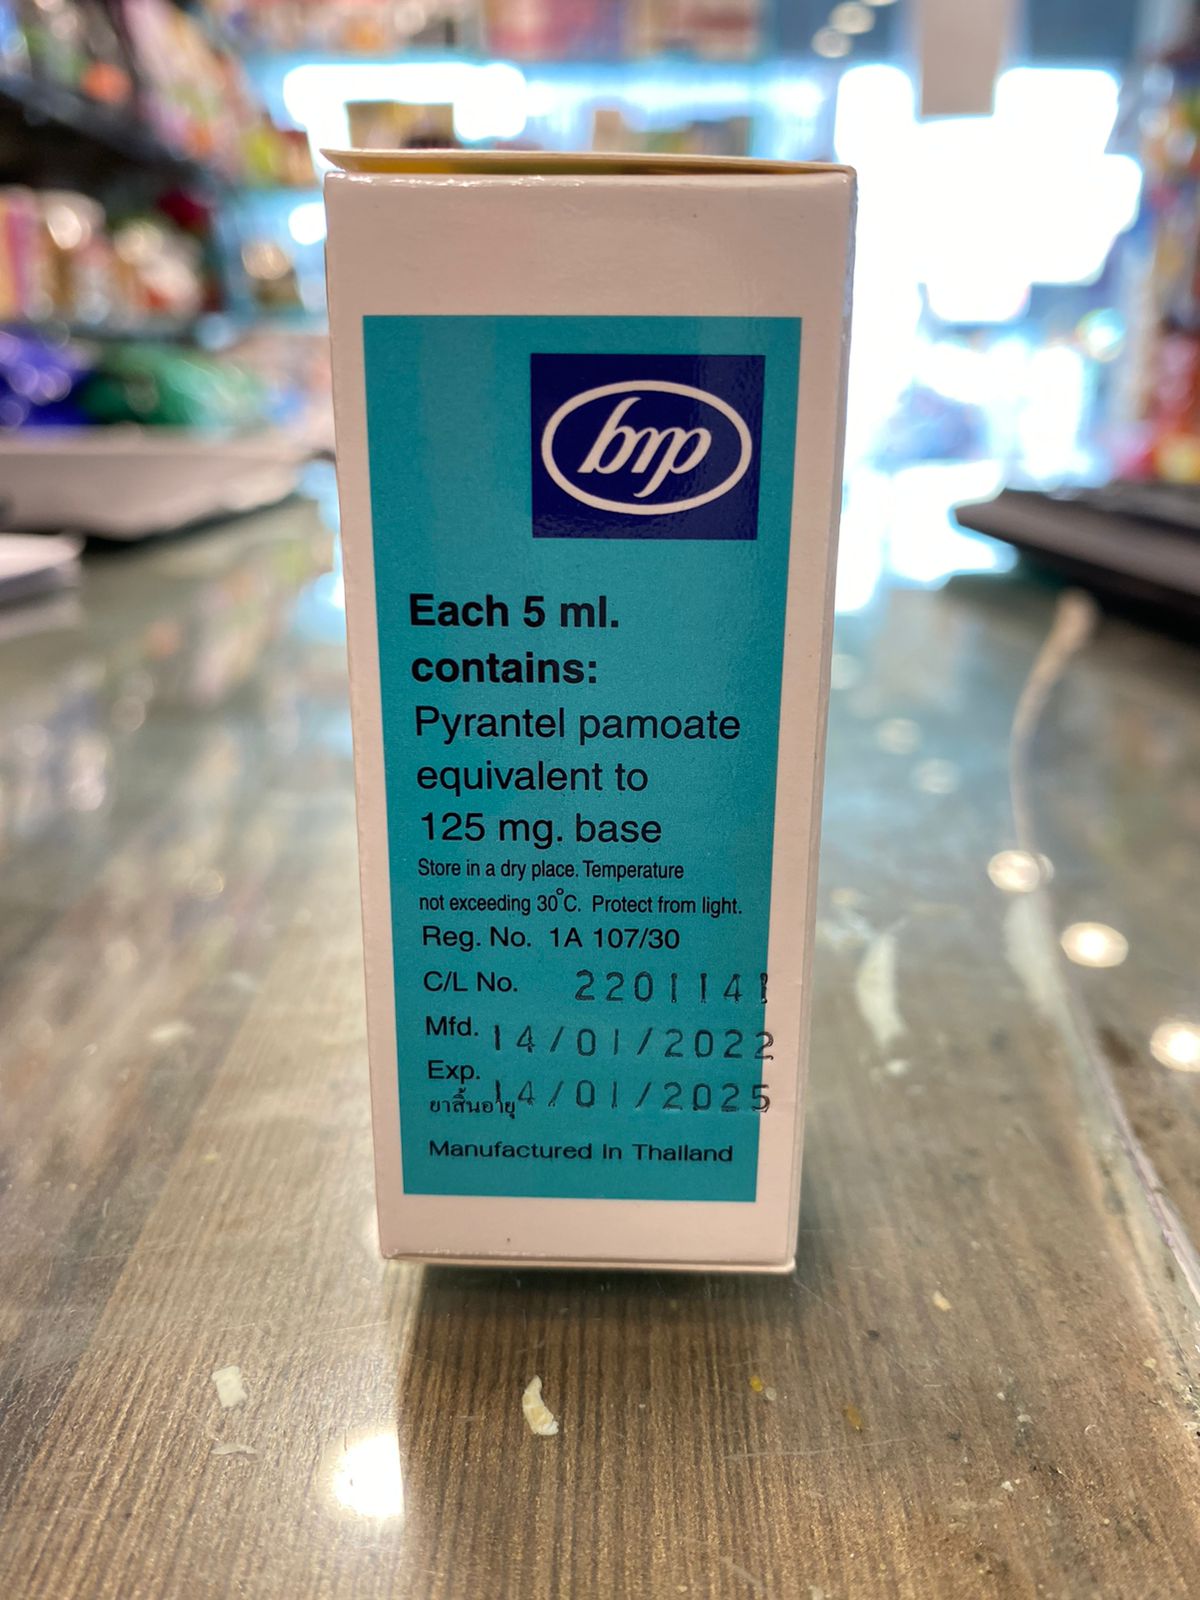 bmp
Each 5 ml.
contains:
Pyrantel pamoate
equivalent to
125 mg. base
Store in a dry place. Temperature
not exceeding 30°C. Protect from light.
Reg. No. 1A 107/30
C/L No. 2201141
Mfd. 14/01/2022
Exp. 14/01/2025
ยาสิ้นอายุ
Manufactured In Thailand